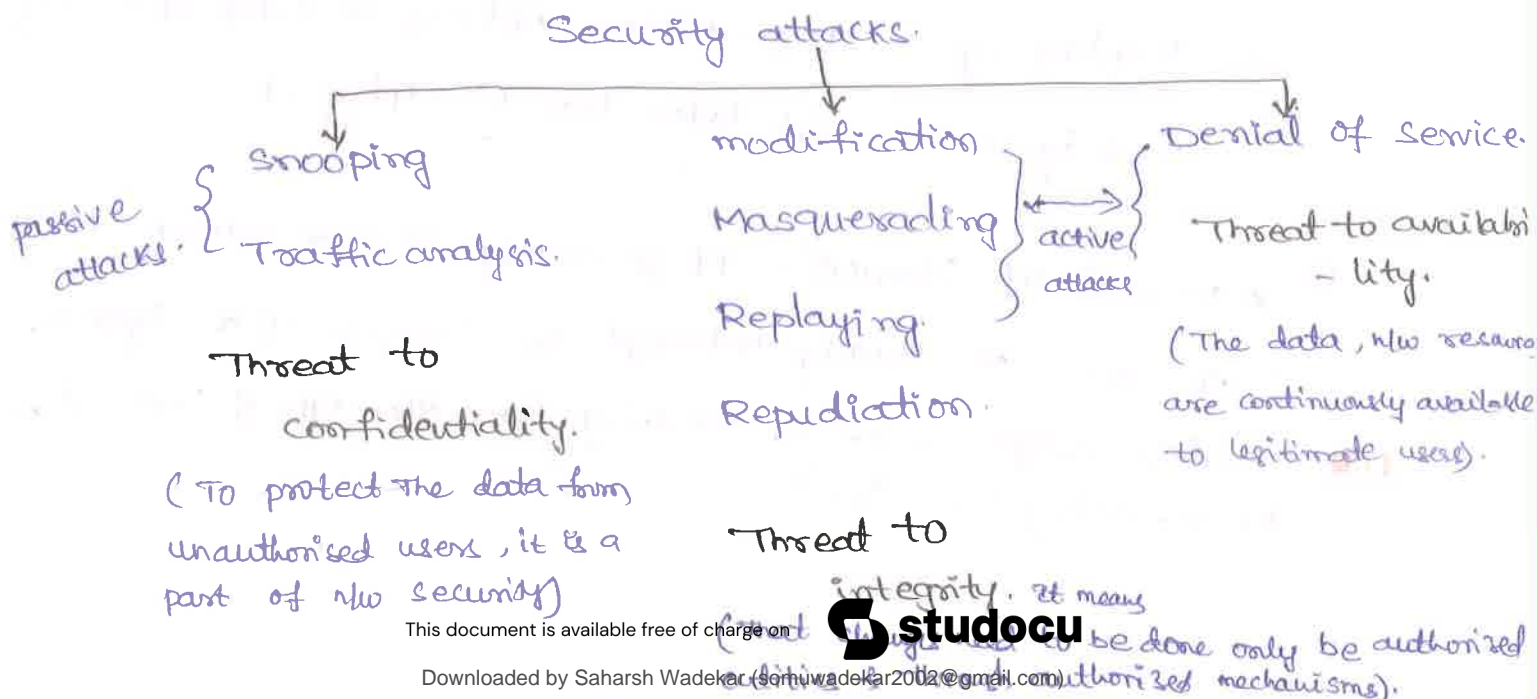 Security attacks.
Snooping
Traffic analysis.
passive
attacks.
Threat to
confidentiality.
(To protect the data from
unauthorised users, it is a
part of n/w security)
modification
Masquerading
Replaying.
Repudiation.
active
attacks
Threat to
integrity. It means
be done only be authorised
authorized mechanisms).
Denial of Service.
Threat to availabi
- lity.
(The data, n/w resourc
are continuously available
to legitimate users).
This document is available free of charge on
studocu
Downloaded by Saharsh Wadekar (somuwadekar2002@gmail.com)